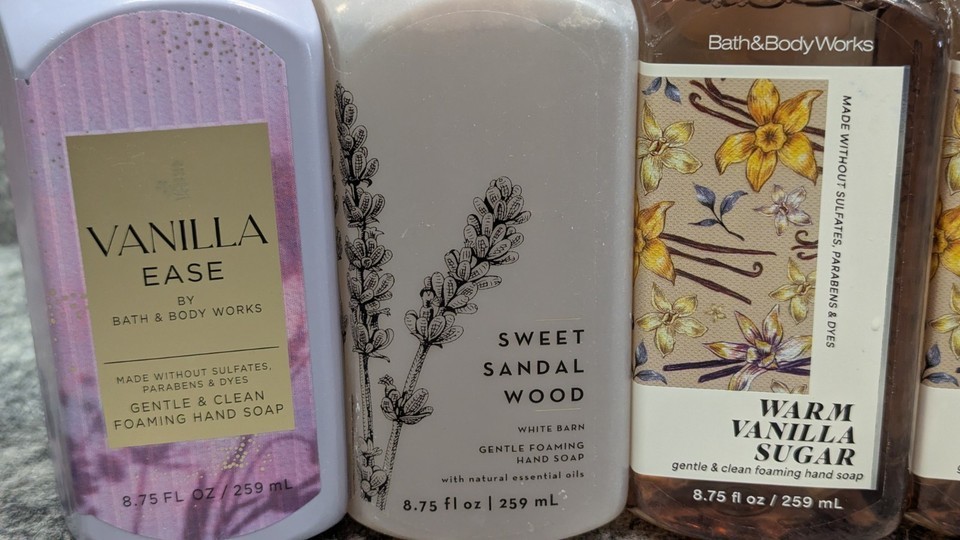 VANILLA
EASE
BY
BATH & BODY WORKS
MADE WITHOUT SULFATES,
PARABENS & DYES
GENTLE & CLEAN
FOAMING HAND SOAP
8.75 FL OZ / 259 mL
SWEET
SANDAL
WOOD
WHITE BARN
GENTLE FOAMING
HAND SOAP
with natural essential oils
8.75 fl oz | 259 mL
Bath&BodyWorks
MADE WITHOUT SULFATES, PARABENS & DYES
WARM
VANILLA
SUGAR
gentle & clean foaming hand soap
8.75 fl oz / 259 mL